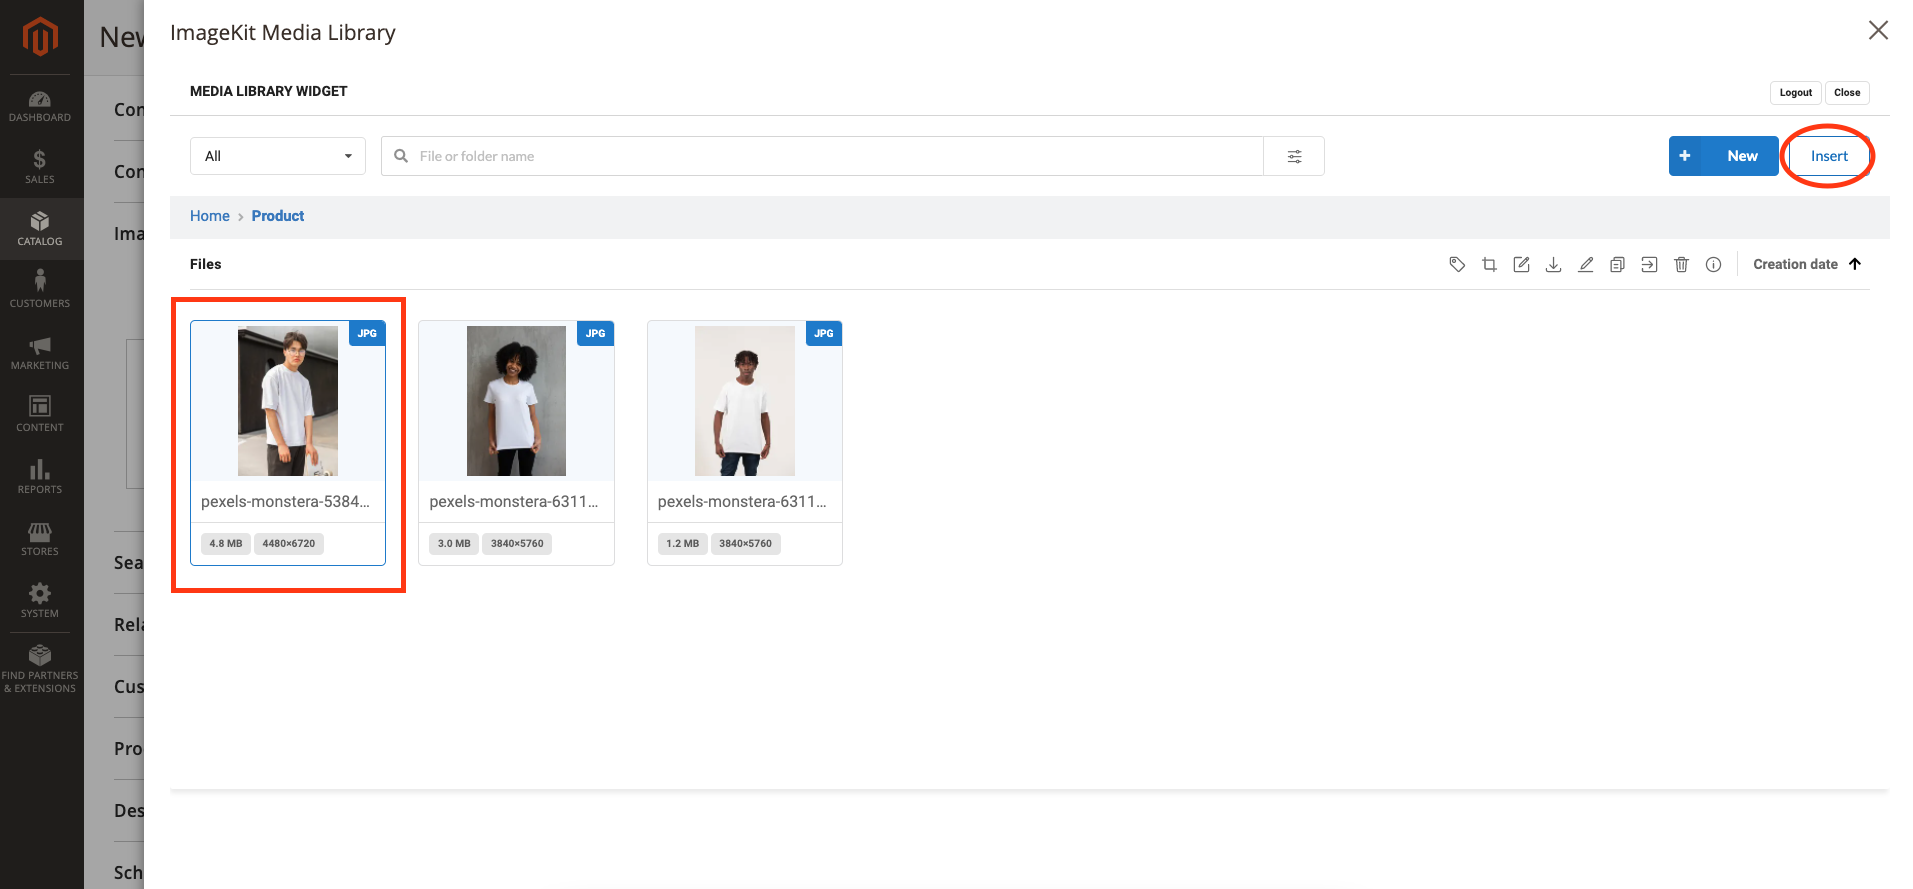 New
ImageKit Media Library
MEDIA LIBRARY WIDGET
Logout
Close
All
File or folder name
+ New
Insert
Home > Product
Files
Creation date
JPG
pexels-monstera-5384...
4.8 MB
4480×6720
JPG
pexels-monstera-6311...
3.0 MB
3840×5760
JPG
pexels-monstera-6311...
1.2 MB
3840×5760
DASHBOARD
SALES
CATALOG
CUSTOMERS
MARKETING
CONTENT
REPORTS
STORES
SYSTEM
FIND PARTNERS
& EXTENSIONS
Con
Con
Ima
Sea
Rela
Cus
Pro
Des
Sch